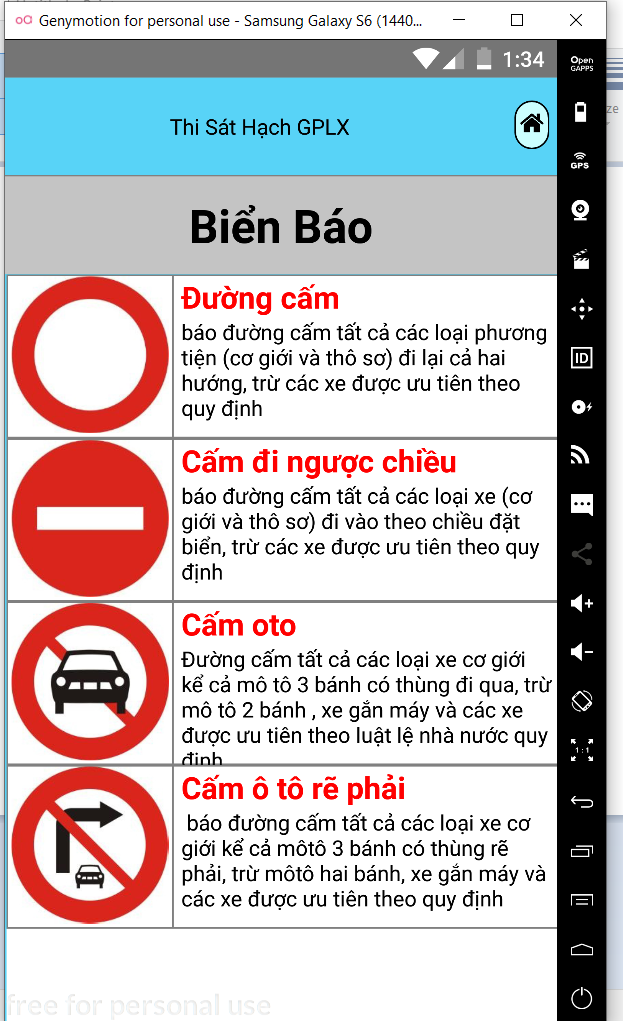 Genymotion for personal use - Samsung Galaxy S6 (1440...
1:34
Open
GAPPS
Thi Sát Hạch GPLX
GPS
Biển Báo
Đường cấm
báo đường cấm tất cả các loại phương
tiện (cơ giới và thô sơ) đi lại cả hai
hướng, trừ các xe được ưu tiên theo
quy định
ID
Cấm đi ngược chiều
báo đường cấm tất cả các loại xe (cơ
giới và thô sơ) đi vào theo chiều đặt
biển, trừ các xe được ưu tiên theo quy
định
Cấm oto
Đường cấm tất cả các loại xe cơ giới
kể cả mô tô 3 bánh có thùng đi qua, trừ
mô tô 2 bánh , xe gắn máy và các xe
được ưu tiên theo luật lệ nhà nước quy
định
1:1
Cấm ô tô rẽ phải
báo đường cấm tất cả các loại xe cơ
giới kể cả môtô 3 bánh có thùng rẽ
phải, trừ môtô hai bánh, xe gắn máy và
các xe được ưu tiên theo quy định
free for personal use